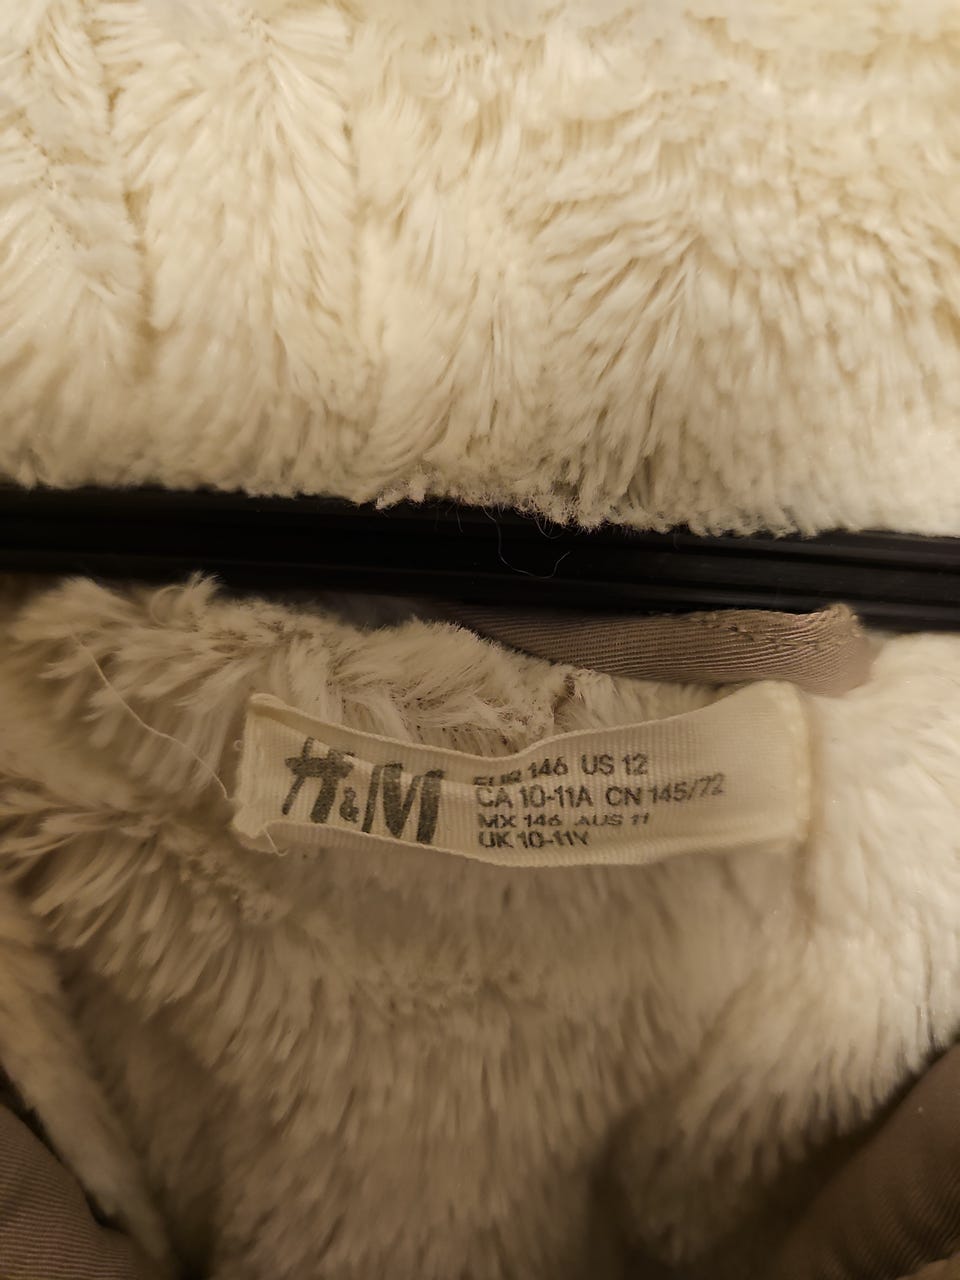 H&M
EUR 146 US 12
CA 10-11A CN 145/72
MX 146 AUS 11
UK 10-11Y